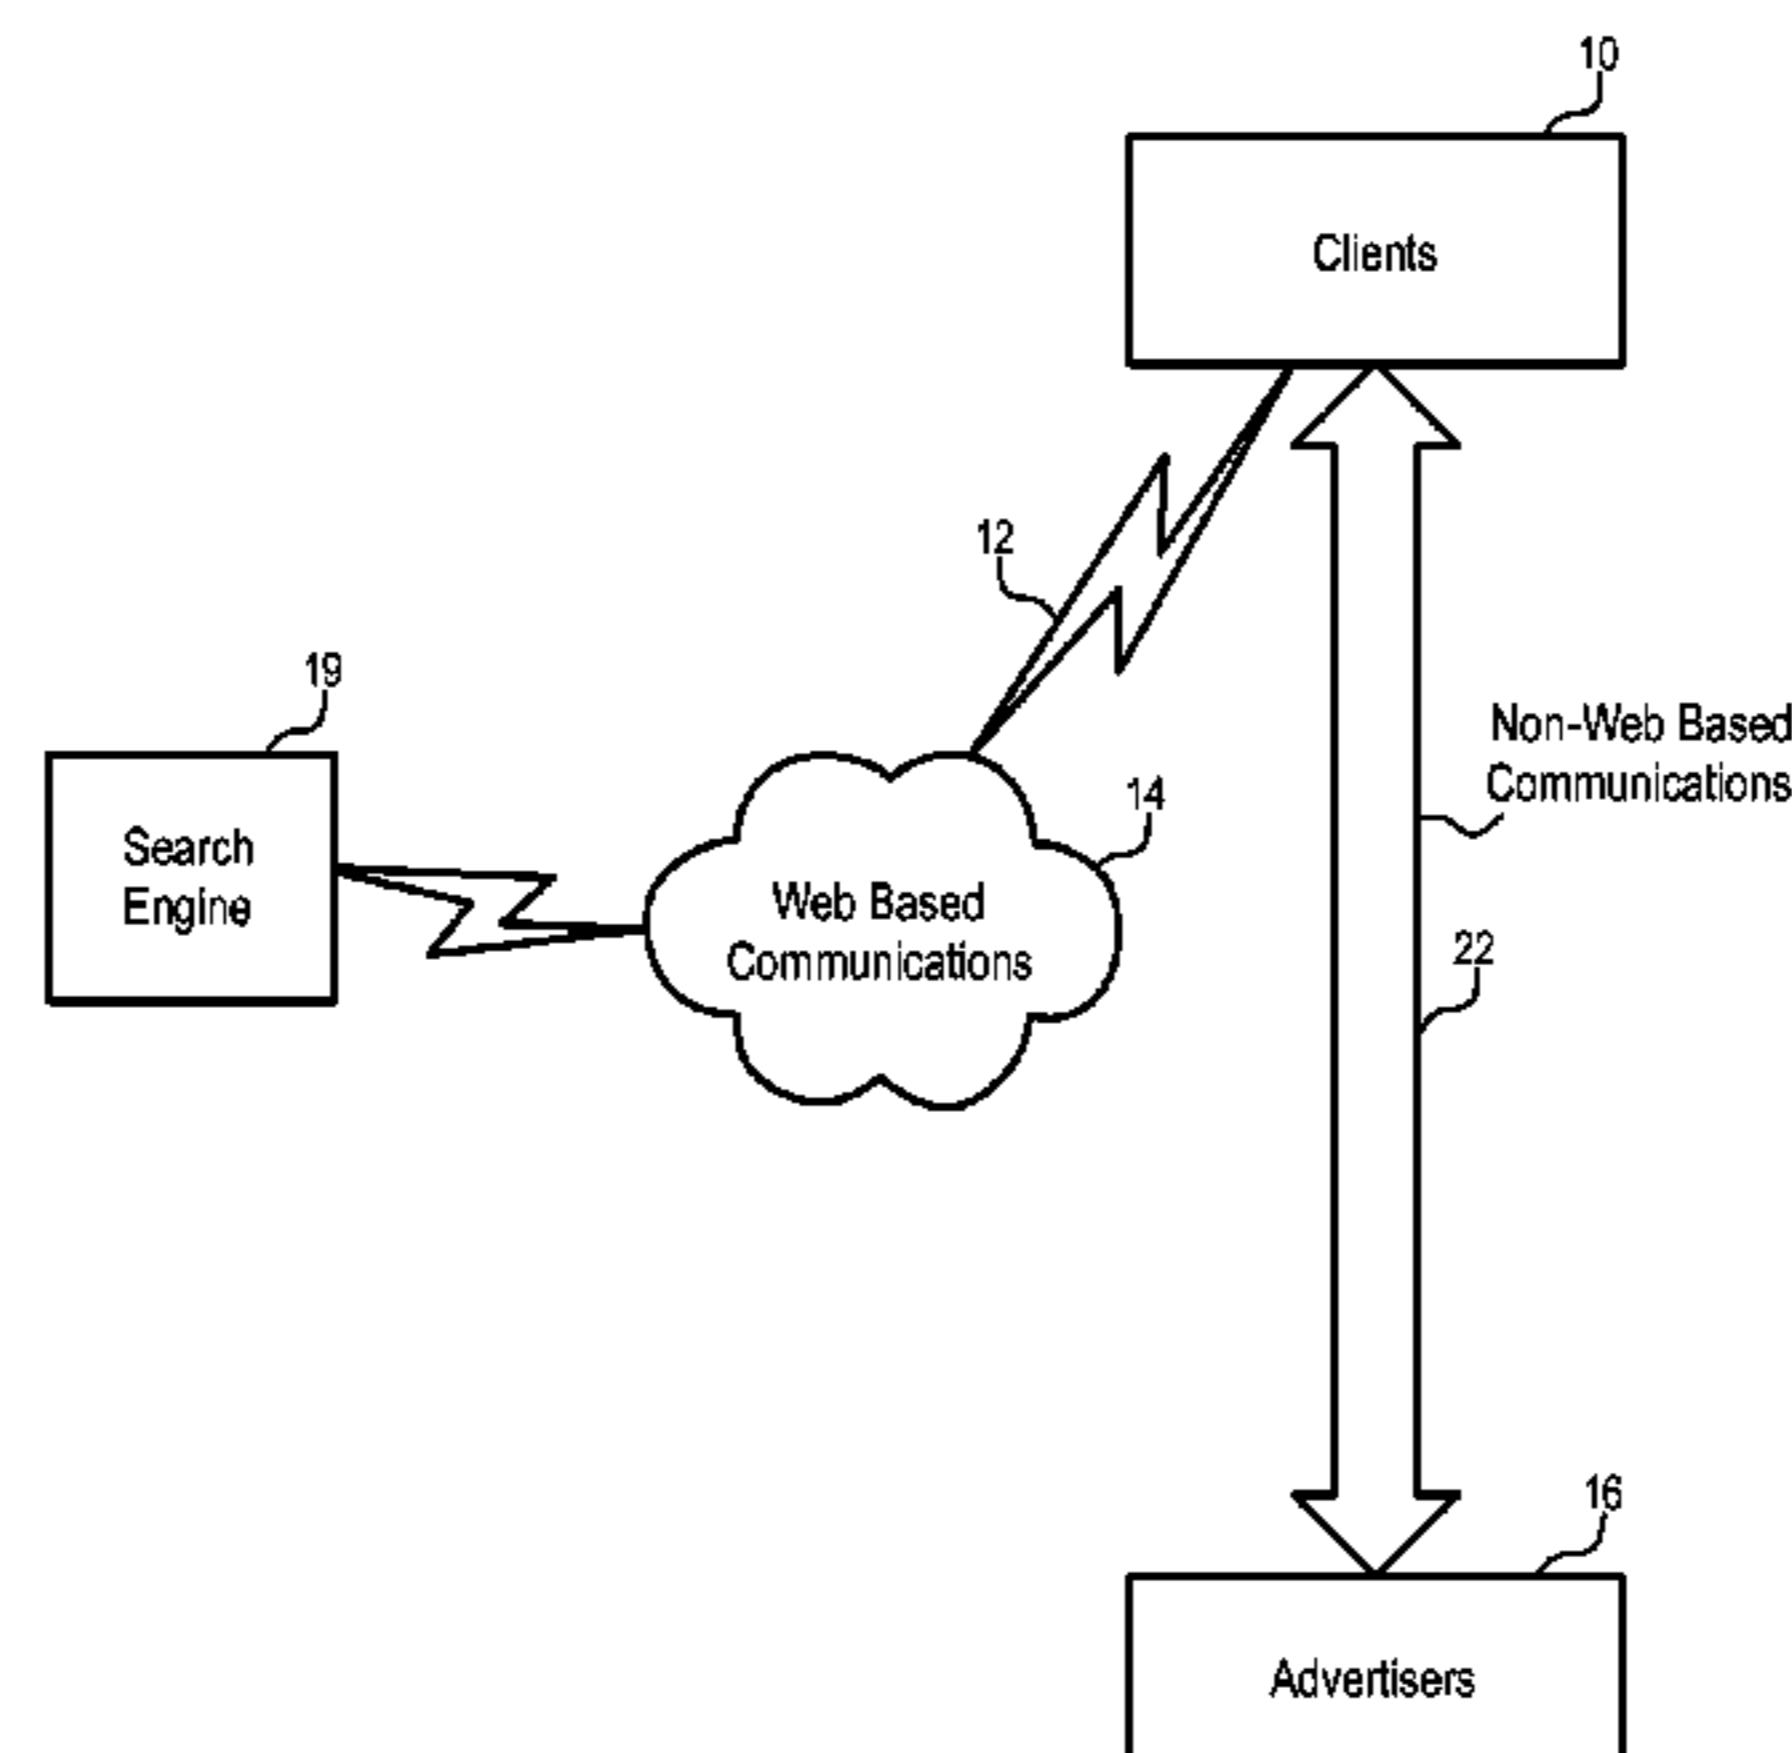 10
Clients
12
19
Non-Web Based
Communications
14
Search
Engine
Web Based
Communications
22
16
Advertisers